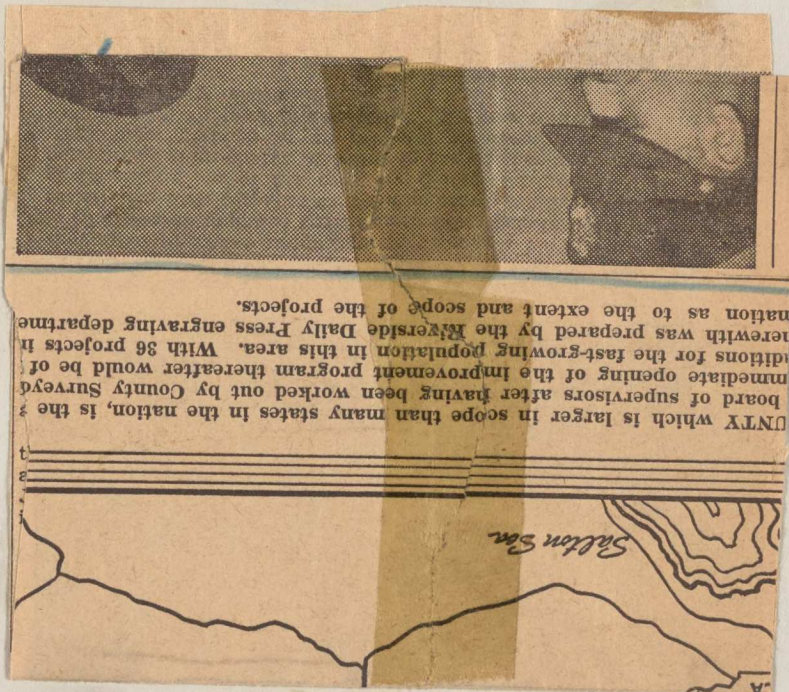 Salton Sea
UNTY which is larger in scope than many states in the nation, is the
board of supervisors after having been worked out by County Surveyo
mmediate opening of the improvement program thereafter would be of
ditions for the fast-growing population in this area. With 36 projects i
herewith was prepared by the Riverside Daily Press engraving departme
nation as to the extent and scope of the projects.